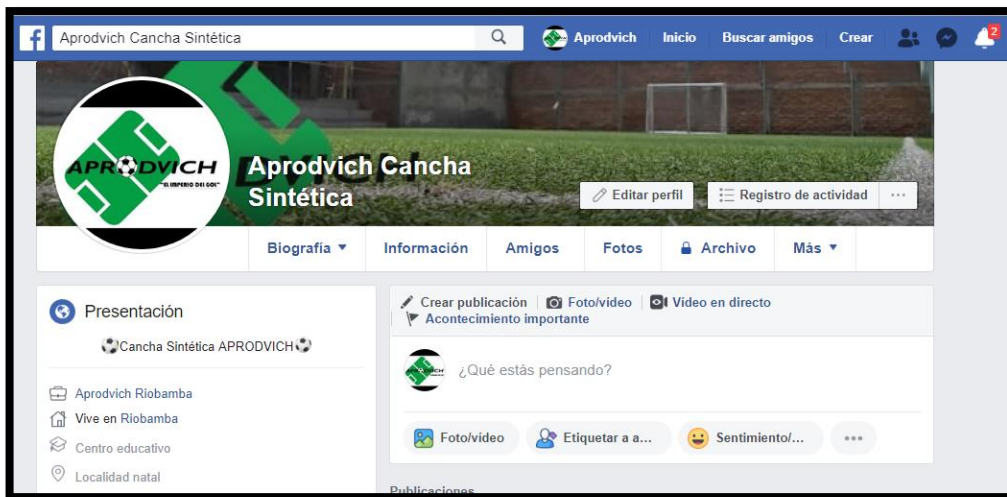 Aprodvich Cancha Sintética
Aprodvich Inicio Buscar amigos Crear 2
APRODVICH
"EL IMPERIO DEL GOL"
Aprodvich Cancha
Sintética
Editar perfil Registro de actividad ...
Biografía Información Amigos Fotos Archivo Más
Presentación
Cancha Sintética APRODVICH
Aprodvich Riobamba
Vive en Riobamba
Centro educativo
Localidad natal
Crear publicación Foto/vídeo Vídeo en directo
Acontecimiento importante
¿Qué estás pensando?
Foto/vídeo Etiquetar a a... Sentimiento/... ...
Publicaciones